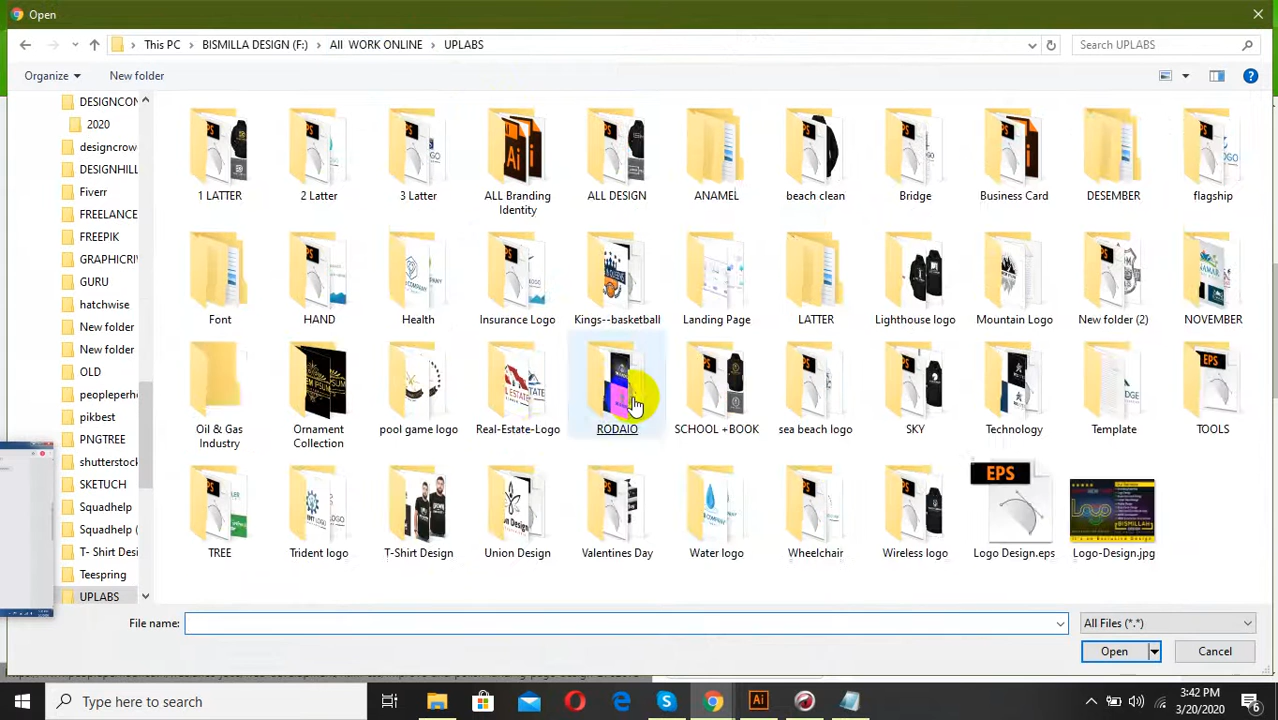 Open
This PC > BISMILLA DESIGN (F:) > All WORK ONLINE > UPLABS
Search UPLABS
Organize
New folder
DESIGNCON
2020
designcrow
DESIGNHILL
Fiverr
FREELANCE
FREEPIK
GRAPHICRIV
GURU
hatchwise
New folder
New folder
OLD
peopleperh
pikbest
PNGTREE
shutterstock
SKETUCH
Squadhelp
Squadhelp (
T- Shirt Desi
Teespring
UPLABS
1 LATTER
2 Latter
3 Latter
ALL Branding Identity
ALL DESIGN
ANAMEL
beach clean
Bridge
Business Card
DESEMBER
flagship
Font
HAND
Health
Insurance Logo
Kings--basketball
Landing Page
LATTER
Lighthouse logo
Mountain Logo
New folder (2)
NOVEMBER
Oil & Gas Industry
Ornament Collection
pool game logo
Real-Estate-Logo
RODAIO
SCHOOL +BOOK
sea beach logo
SKY
Technology
Template
TOOLS
TREE
Trident logo
T-Shirt Design
Union Design
Valentines Day
Water logo
Wheelchair
Wireless logo
Logo Design.eps
Logo-Design.jpg
File name:
All Files (*.*)
Open
Cancel
Type here to search
3:42 PM
3/20/2020